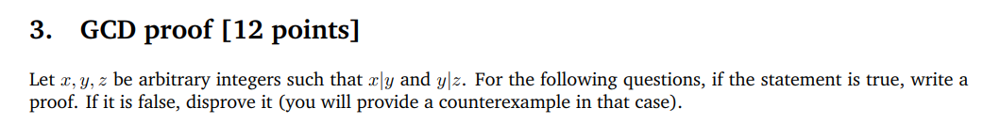 3. GCD proof [12 points]
Let x, y, z be arbitrary integers such that x|y and y|z. For the following questions, if the statement is true, write a
proof. If it is false, disprove it (you will provide a counterexample in that case).